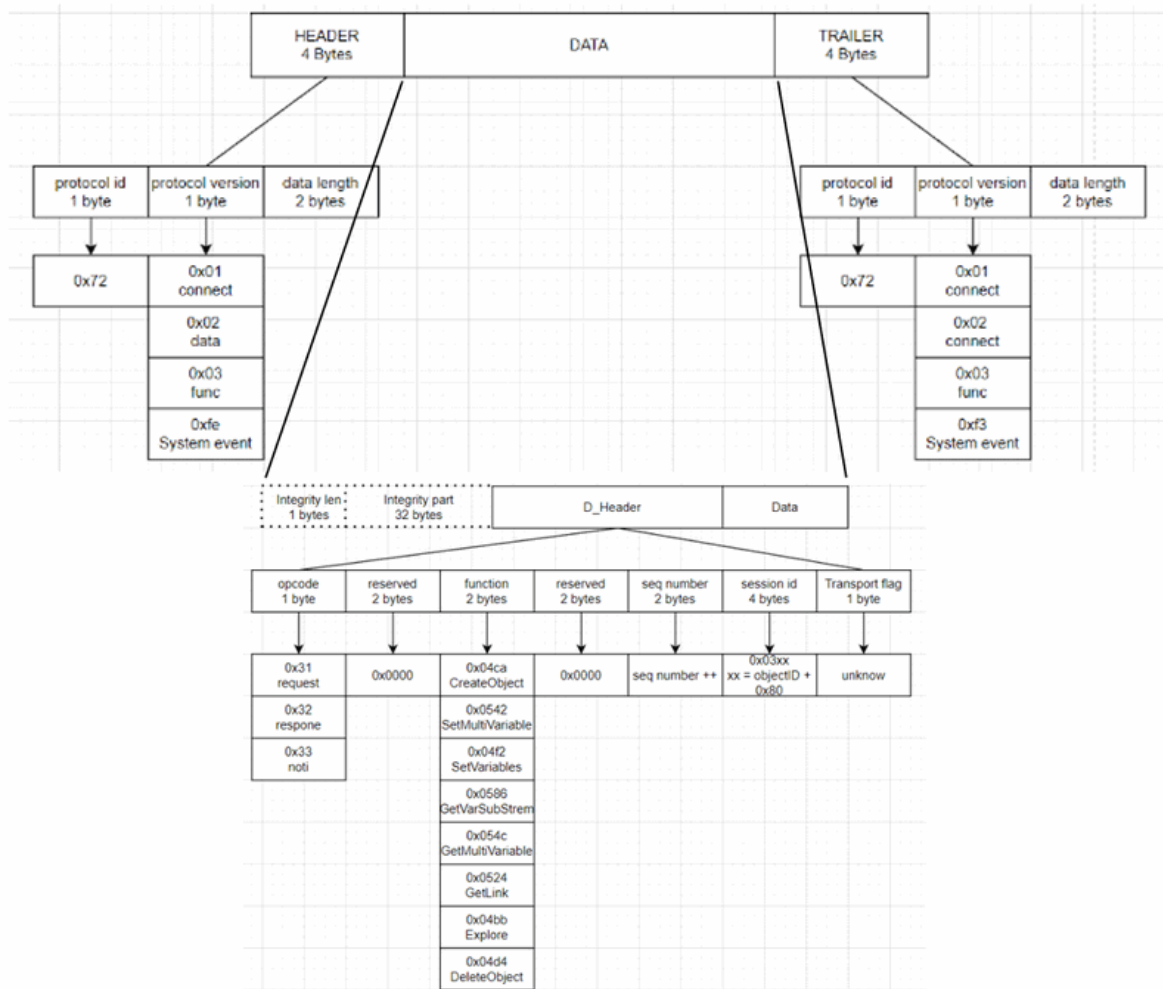 HEADER
4 Bytes
DATA
TRAILER
4 Bytes
protocol id
1 byte
protocol version
1 byte
data length
2 bytes
protocol id
1 byte
protocol version
1 byte
data length
2 bytes
0x72
0x01
connect
0x02
data
0x03
func
0xfe
System event
0x72
0x01
connect
0x02
connect
0x03
func
0xf3
System event
Integrity len
1 bytes
Integrity part
32 bytes
D_Header
Data
opcode
1 byte
reserved
2 bytes
function
2 bytes
reserved
2 bytes
seq number
2 bytes
session id
4 bytes
Transport flag
1 byte
0x31
request
0x32
respone
0x33
noti
0x0000
0x04ca
CreateObject
0x0542
SetMultiVariable
0x04f2
SetVariables
0x0586
GetVarSubStrem
0x054c
GetMultiVariable
0x0524
GetLink
0x04bb
Explore
0x04d4
DeleteObject
0x0000
seq number ++
0x03xx
xx = objectID +
0x80
unknow